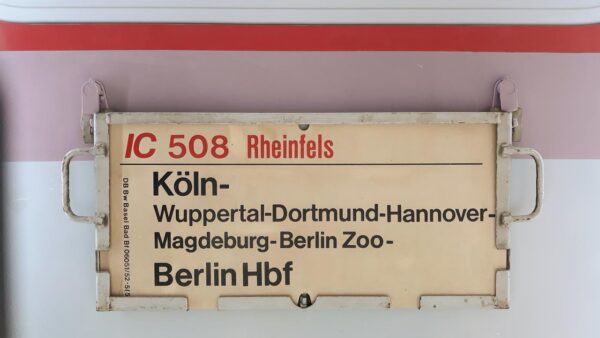 IC 508 Rheinfels
Köln-
Wuppertal-Dortmund-Hannover-
Magdeburg-Berlin Zoo-
Berlin Hbf
DB Bw Basel Bad Bf